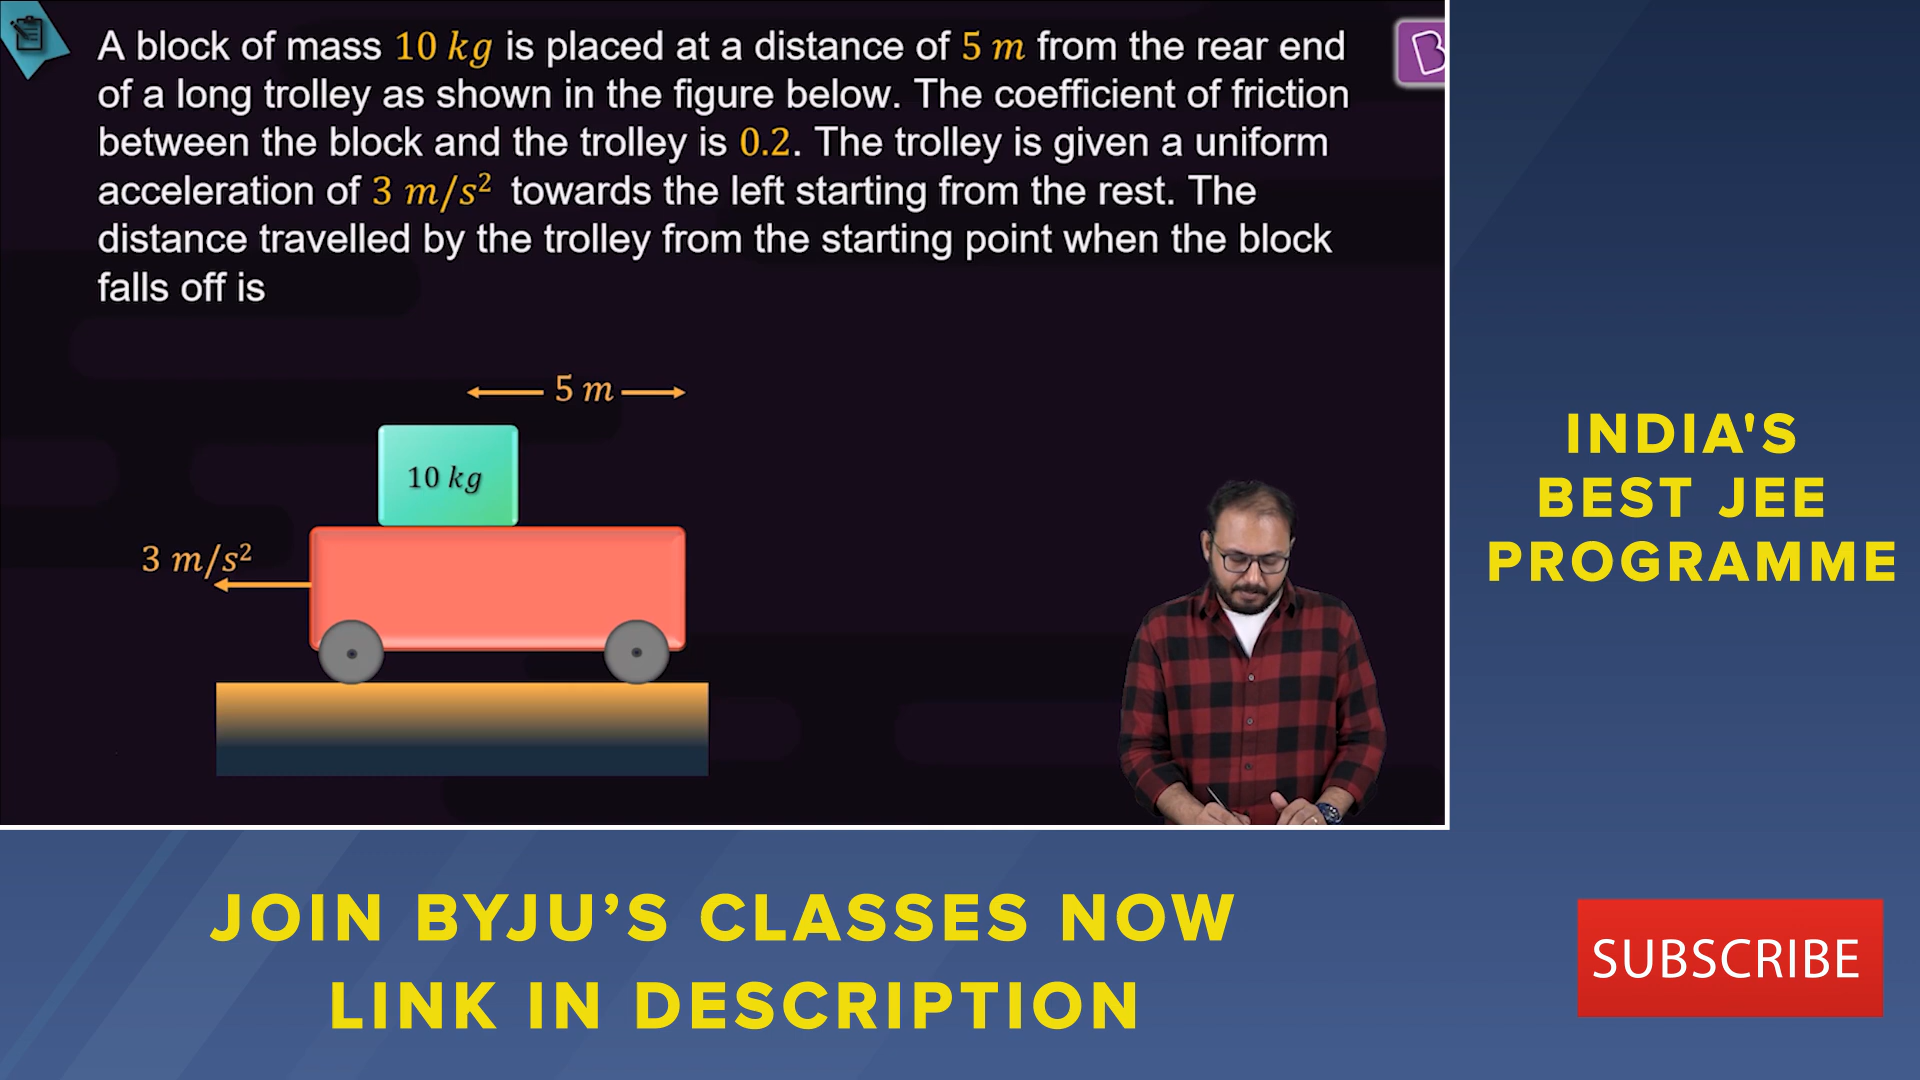 A block of mass 10 kg is placed at a distance of 5 m from the rear end
of a long trolley as shown in the figure below. The coefficient of friction
between the block and the trolley is 0.2. The trolley is given a uniform
acceleration of 3 m/s² towards the left starting from the rest. The
distance travelled by the trolley from the starting point when the block
falls off is
B
5 m
10 kg
3 m/s²
INDIA'S
BEST JEE
PROGRAMME
JOIN BYJU’S CLASSES NOW
LINK IN DESCRIPTION
SUBSCRIBE